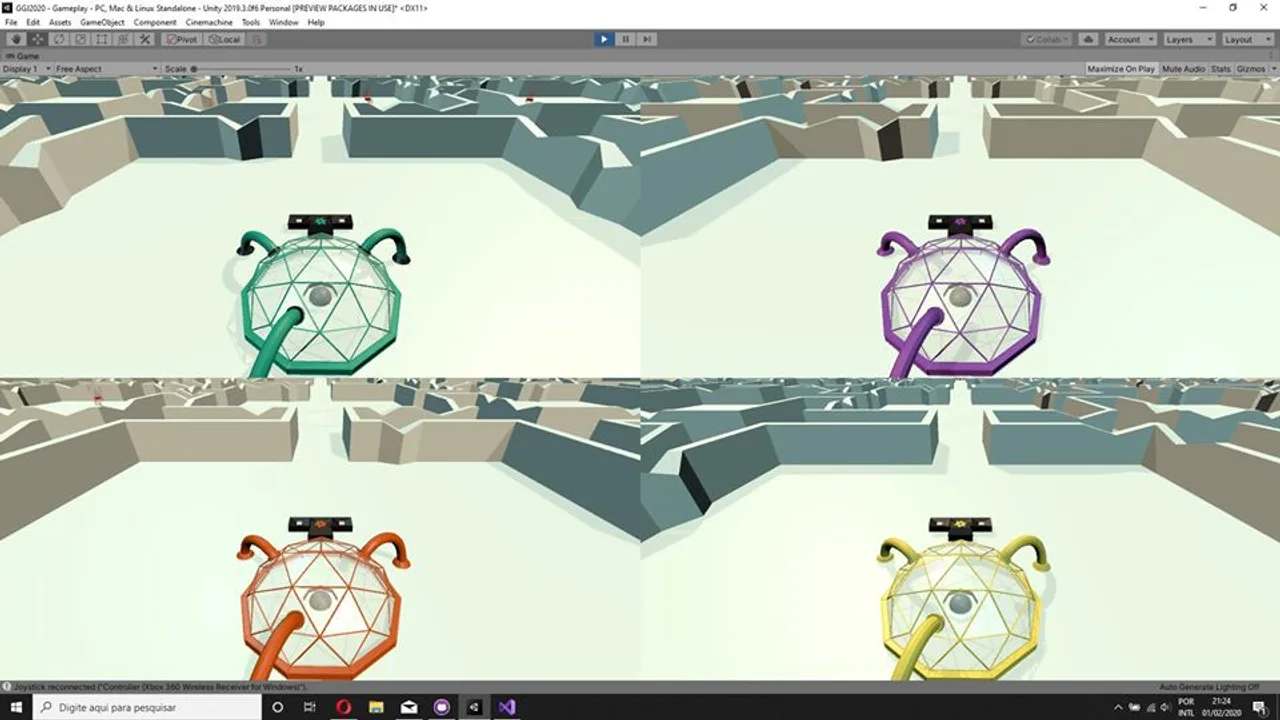 GGJ2020 - Gameplay - PC, Mac & Linux Standalone - Unity 2019.3.0f6 Personal [PREVIEW PACKAGES IN USE]* <DX11>
File Edit Assets GameObject Component Cinemachine Tools Window Help
Pivot Local Collab Account Layers Layout
Game
Display 1 Free Aspect Scale 1x Maximize On Play Mute Audio Stats Gizmos
Joystick reconnected ("Controller (Xbox 360 Wireless Receiver for Windows)"). Auto Generate Lighting Off
Digite aqui para pesquisar
POR 21:24
INTL 01/02/2020